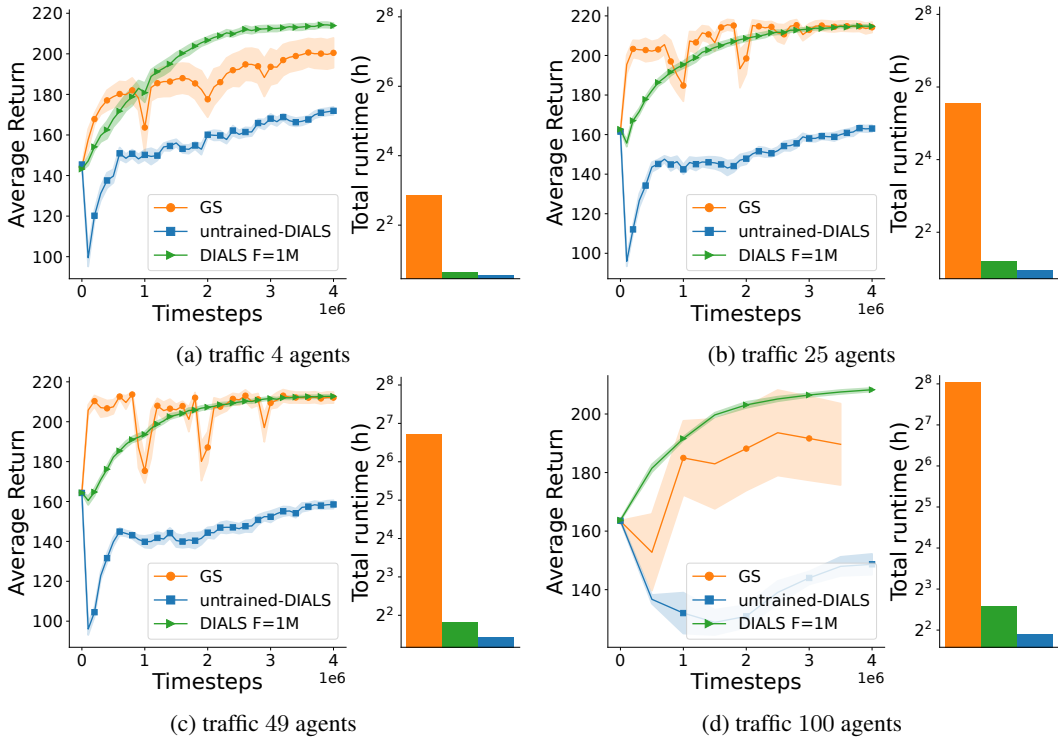 220
200
180
160
140
120
100
Average Return
0
1
2
3
4
1e6
Timesteps
GS
untrained-DIALS
DIALS F=1M
2^8
2^6
2^4
2^2
Total runtime (h)
(a) traffic 4 agents
220
200
180
160
140
120
100
Average Return
0
1
2
3
4
1e6
Timesteps
GS
untrained-DIALS
DIALS F=1M
2^8
2^6
2^4
2^2
Total runtime (h)
(b) traffic 25 agents
220
200
180
160
140
120
100
Average Return
0
1
2
3
4
1e6
Timesteps
GS
untrained-DIALS
DIALS F=1M
2^8
2^7
2^6
2^5
2^4
2^3
2^2
Total runtime (h)
(c) traffic 49 agents
200
180
160
140
Average Return
0
1
2
3
4
1e6
Timesteps
GS
untrained-DIALS
DIALS F=1M
2^8
2^7
2^6
2^5
2^4
2^3
2^2
Total runtime (h)
(d) traffic 100 agents